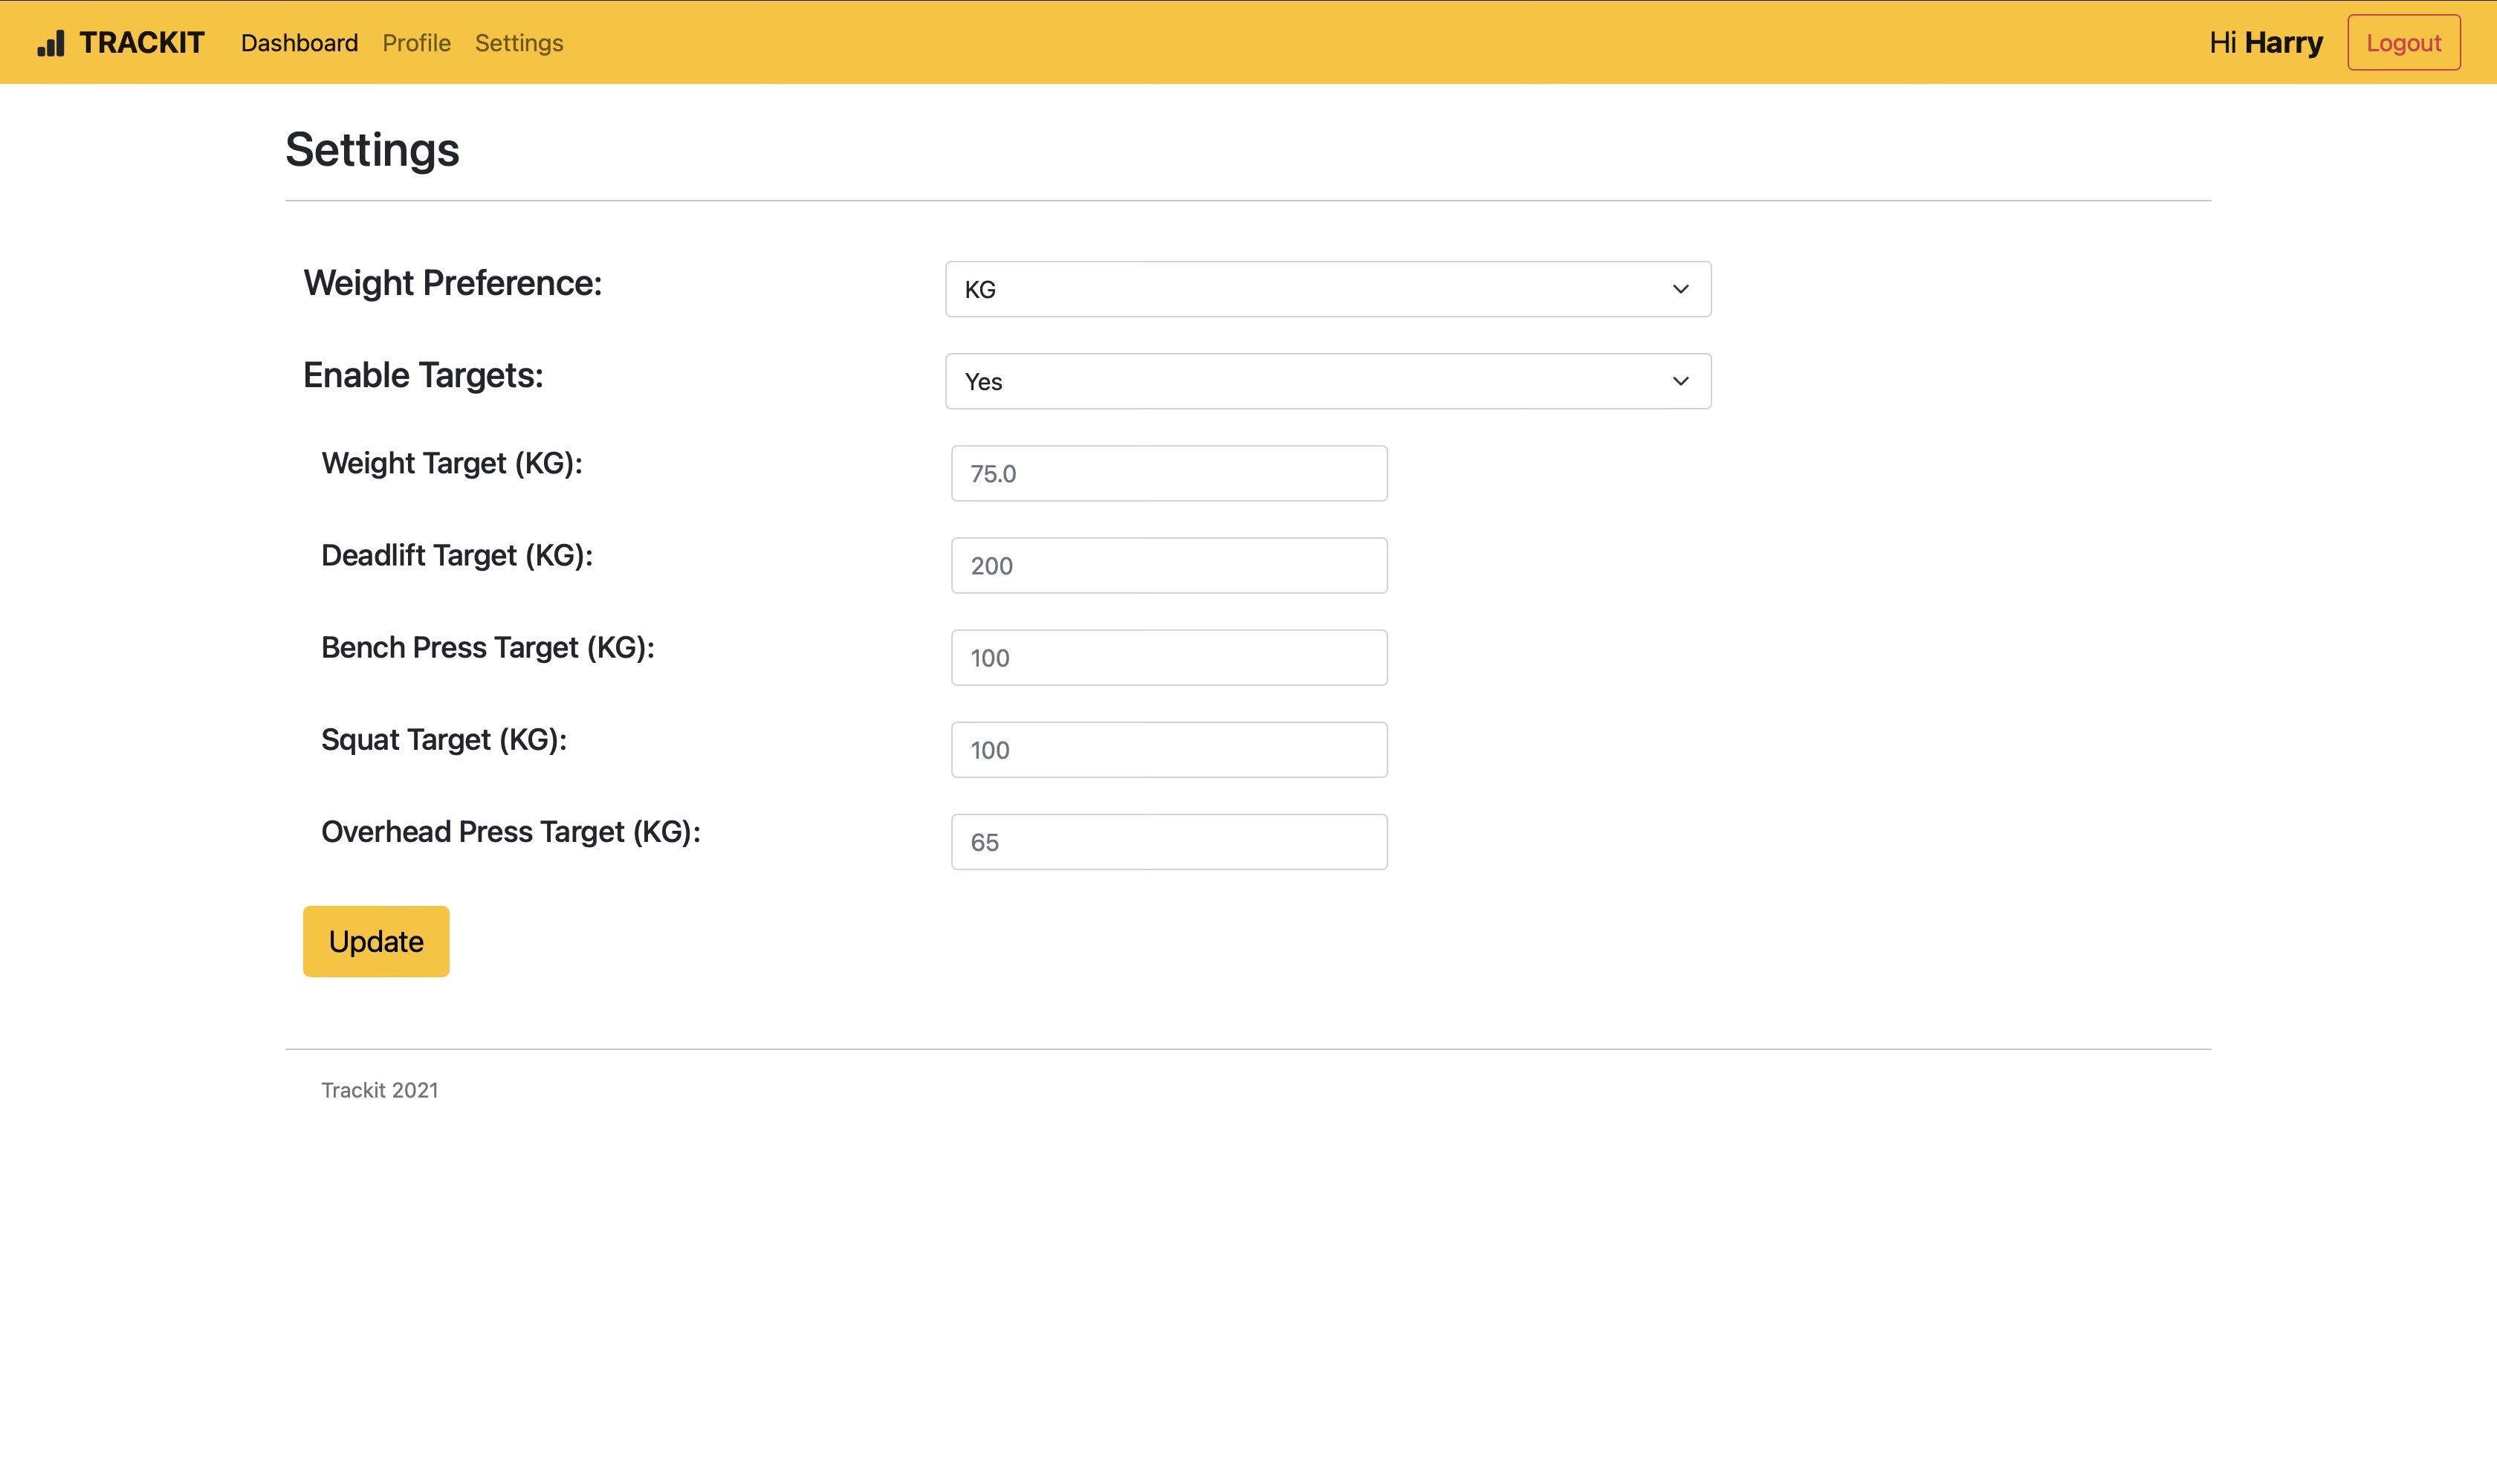 TRACKIT Dashboard Profile Settings Hi Harry Logout
Settings
Weight Preference: KG
Enable Targets: Yes
Weight Target (KG): 75.0
Deadlift Target (KG): 200
Bench Press Target (KG): 100
Squat Target (KG): 100
Overhead Press Target (KG): 65
Update
Trackit 2021